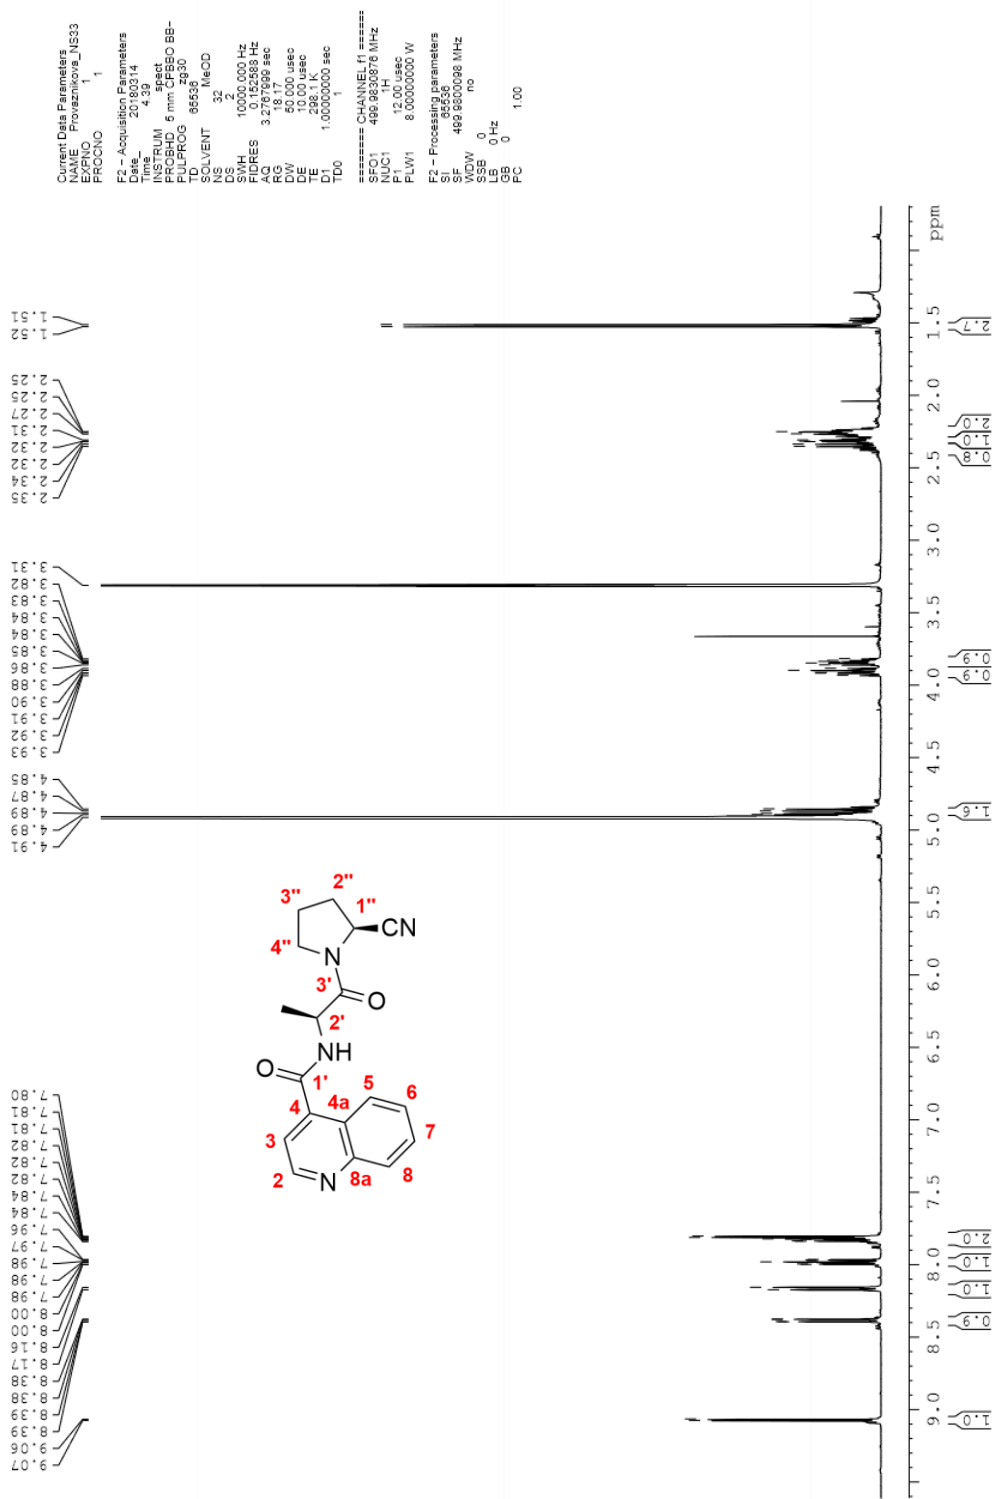 Current Data Parameters
NAME Provaznikova_NS33
EXPNO 1
PROCNO 1
F2 - Acquisition Parameters
Date_ 20180314
Time 4.39
INSTRUM spect
PROBHD 5 mm CPBBO BB-
PULPROG zg30
TD 65536
SOLVENT MeOD
NS 32
DS 2
SWH 10000.000 Hz
FIDRES 0.152588 Hz
AQ 3.2767999 sec
RG 18.17
DW 50.000 usec
DE 10.00 usec
TE 298.1 K
D1 1.00000000 sec
TD0 1
======== CHANNEL f1 ========
SFO1 499.9830876 MHz
NUC1 1H
P1 12.00 usec
PLW1 8.00000000 W
F2 - Processing parameters
SI 65536
SF 499.9800098 MHz
WDW no
SSB 0
LB 0 Hz
GB 0
PC 1.00
1.51
1.52
2.25
2.25
2.27
2.31
2.32
2.32
2.34
2.35
3.31
3.82
3.83
3.84
3.84
3.85
3.86
3.88
3.90
3.91
3.92
3.93
4.85
4.87
4.89
4.89
4.91
7.80
7.81
7.81
7.82
7.82
7.82
7.84
7.84
7.96
7.97
7.98
7.98
7.98
8.00
8.00
8.16
8.17
8.38
8.38
8.39
8.39
9.06
9.07
3'' 2''
1''
CN
4''
N
3'
O
2'
NH
O
1'
5
4a 6
4
3 7
2 N 8a 8
ppm
1.5
2.0
2.5
3.0
3.5
4.0
4.5
5.0
5.5
6.0
6.5
7.0
7.5
8.0
8.5
9.0
2.7
2.0
1.0
0.8
0.9
0.9
1.6
2.0
1.0
1.0
0.9
1.0